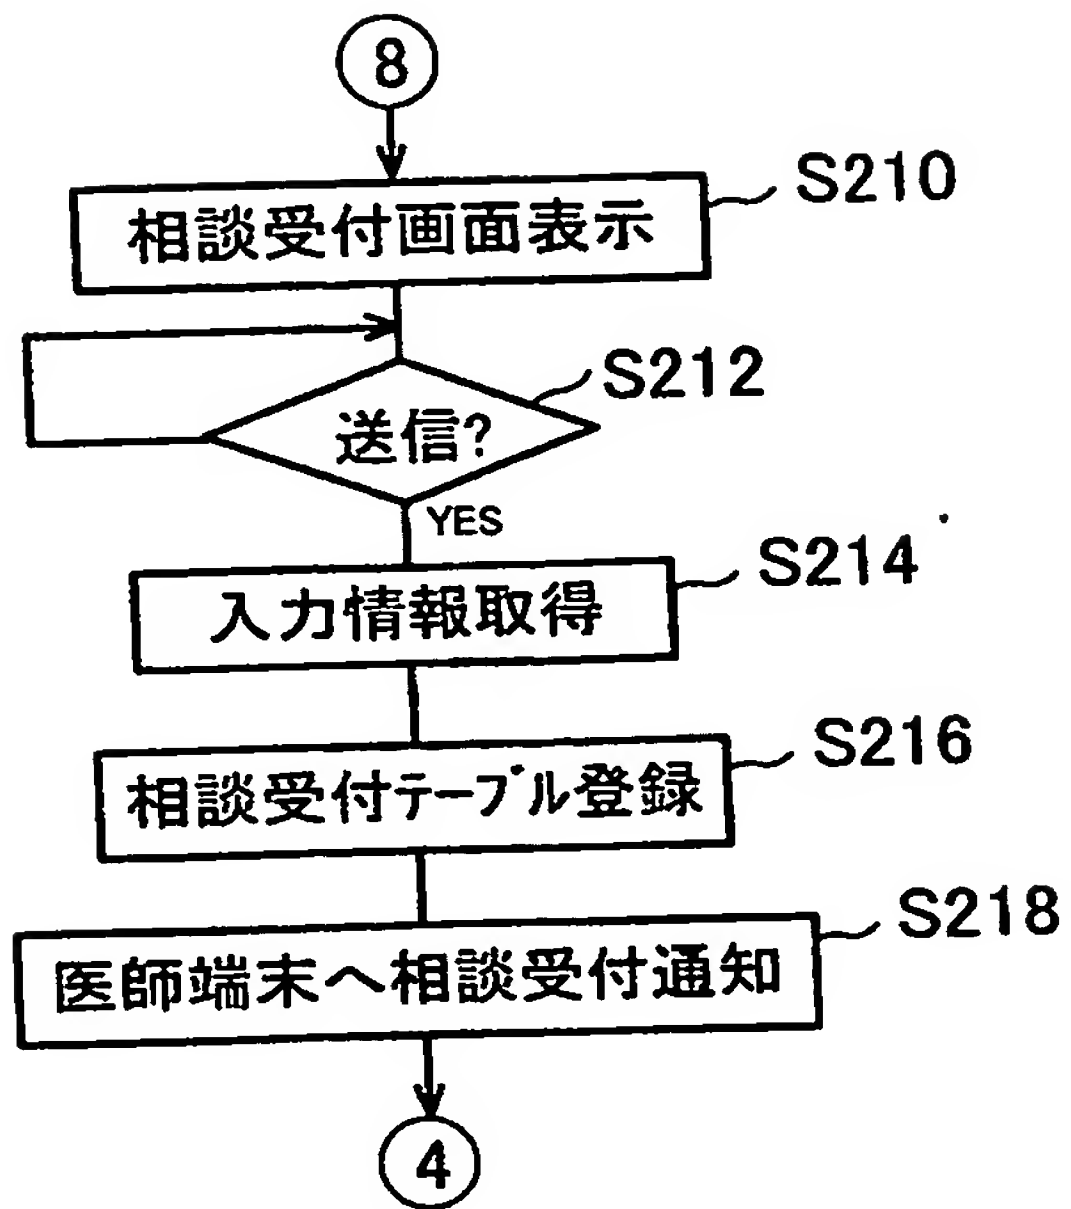 8
S210
相談受付画面表示
S212
送信?
YES
S214
入力情報取得
S216
相談受付テーブル登録
S218
医師端末へ相談受付通知
4